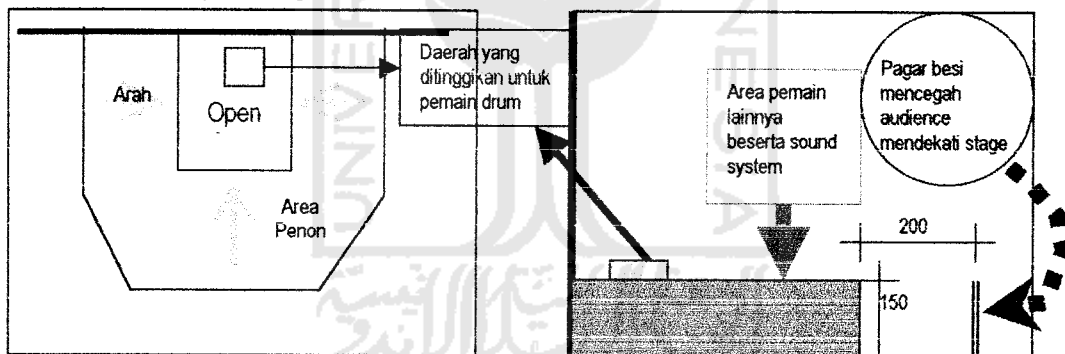 Arah
Open
Area
Penon
Daerah yang
ditinggikan untuk
pemain drum
Area pemain
lainnya
beserta sound
system
Pagar besi
mencegah
audience
mendekati stage
200
150